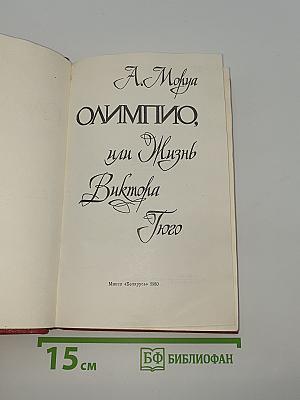 А. Моруа
ОЛИМПИО,
или Жизнь
Виктора
Гюго
Минск «Беларусь» 1980
15 см
БФ БИБЛИОФАН